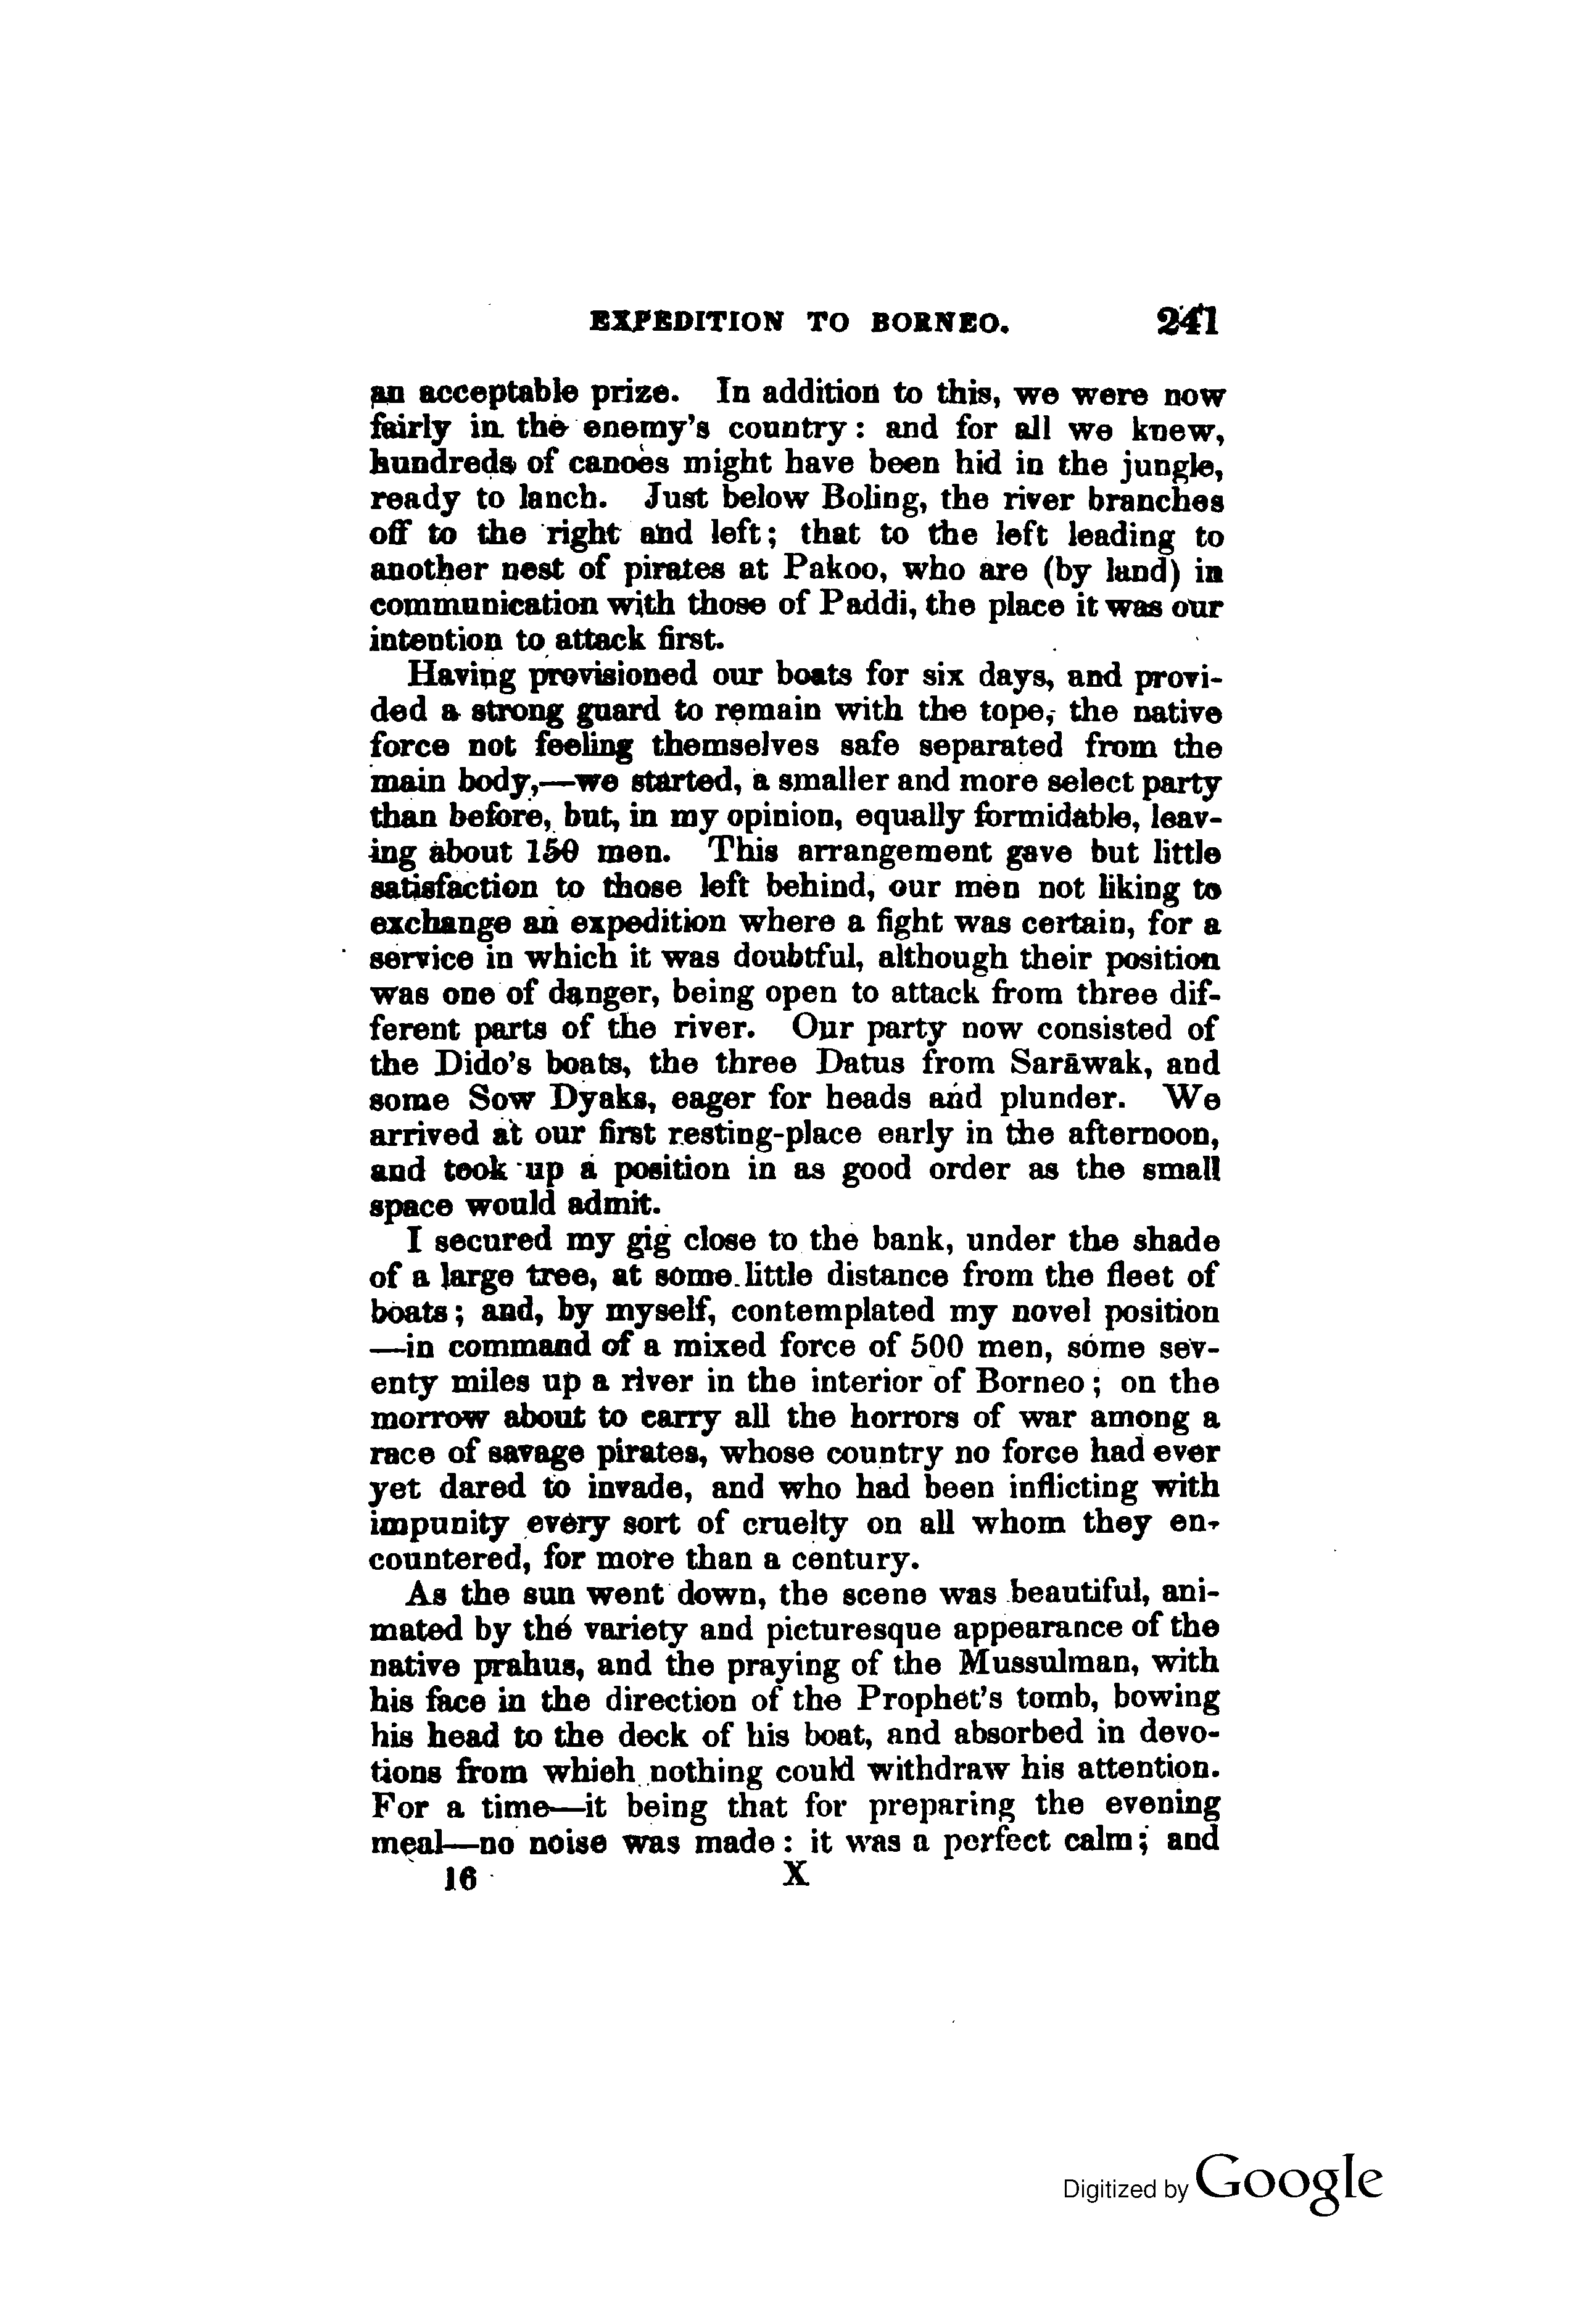 EXPEDITION TO BORNEO. 241
an acceptable prize. In addition to this, we were now
fairly in the enemy's country: and for all we knew,
hundreds of canoes might have been hid in the jungle,
ready to lanch. Just below Boling, the river branches
off to the right and left; that to the left leading to
another nest of pirates at Pakoo, who are (by land) in
communication with those of Paddi, the place it was our
intention to attack first.
Having provisioned our boats for six days, and provi-
ded a strong guard to remain with the tope, the native
force not feeling themselves safe separated from the
main body,—we started, a smaller and more select party
than before, but, in my opinion, equally formidable, leav-
ing about 150 men. This arrangement gave but little
satisfaction to those left behind, our men not liking to
exchange an expedition where a fight was certain, for a
service in which it was doubtful, although their position
was one of danger, being open to attack from three dif-
ferent parts of the river. Our party now consisted of
the Dido's boats, the three Datus from Sarāwak, and
some Sow Dyaks, eager for heads and plunder. We
arrived at our first resting-place early in the afternoon,
and took up a position in as good order as the small
space would admit.
I secured my gig close to the bank, under the shade
of a large tree, at some little distance from the fleet of
boats; and, by myself, contemplated my novel position
—in command of a mixed force of 500 men, some sev-
enty miles up a river in the interior of Borneo; on the
morrow about to carry all the horrors of war among a
race of savage pirates, whose country no force had ever
yet dared to invade, and who had been inflicting with
impunity every sort of cruelty on all whom they en-
countered, for more than a century.
As the sun went down, the scene was beautiful, ani-
mated by the variety and picturesque appearance of the
native prahus, and the praying of the Mussulman, with
his face in the direction of the Prophet's tomb, bowing
his head to the deck of his boat, and absorbed in devo-
tions from which nothing could withdraw his attention.
For a time—it being that for preparing the evening
meal—no noise was made: it was a perfect calm; and
16 X
Digitized by Google